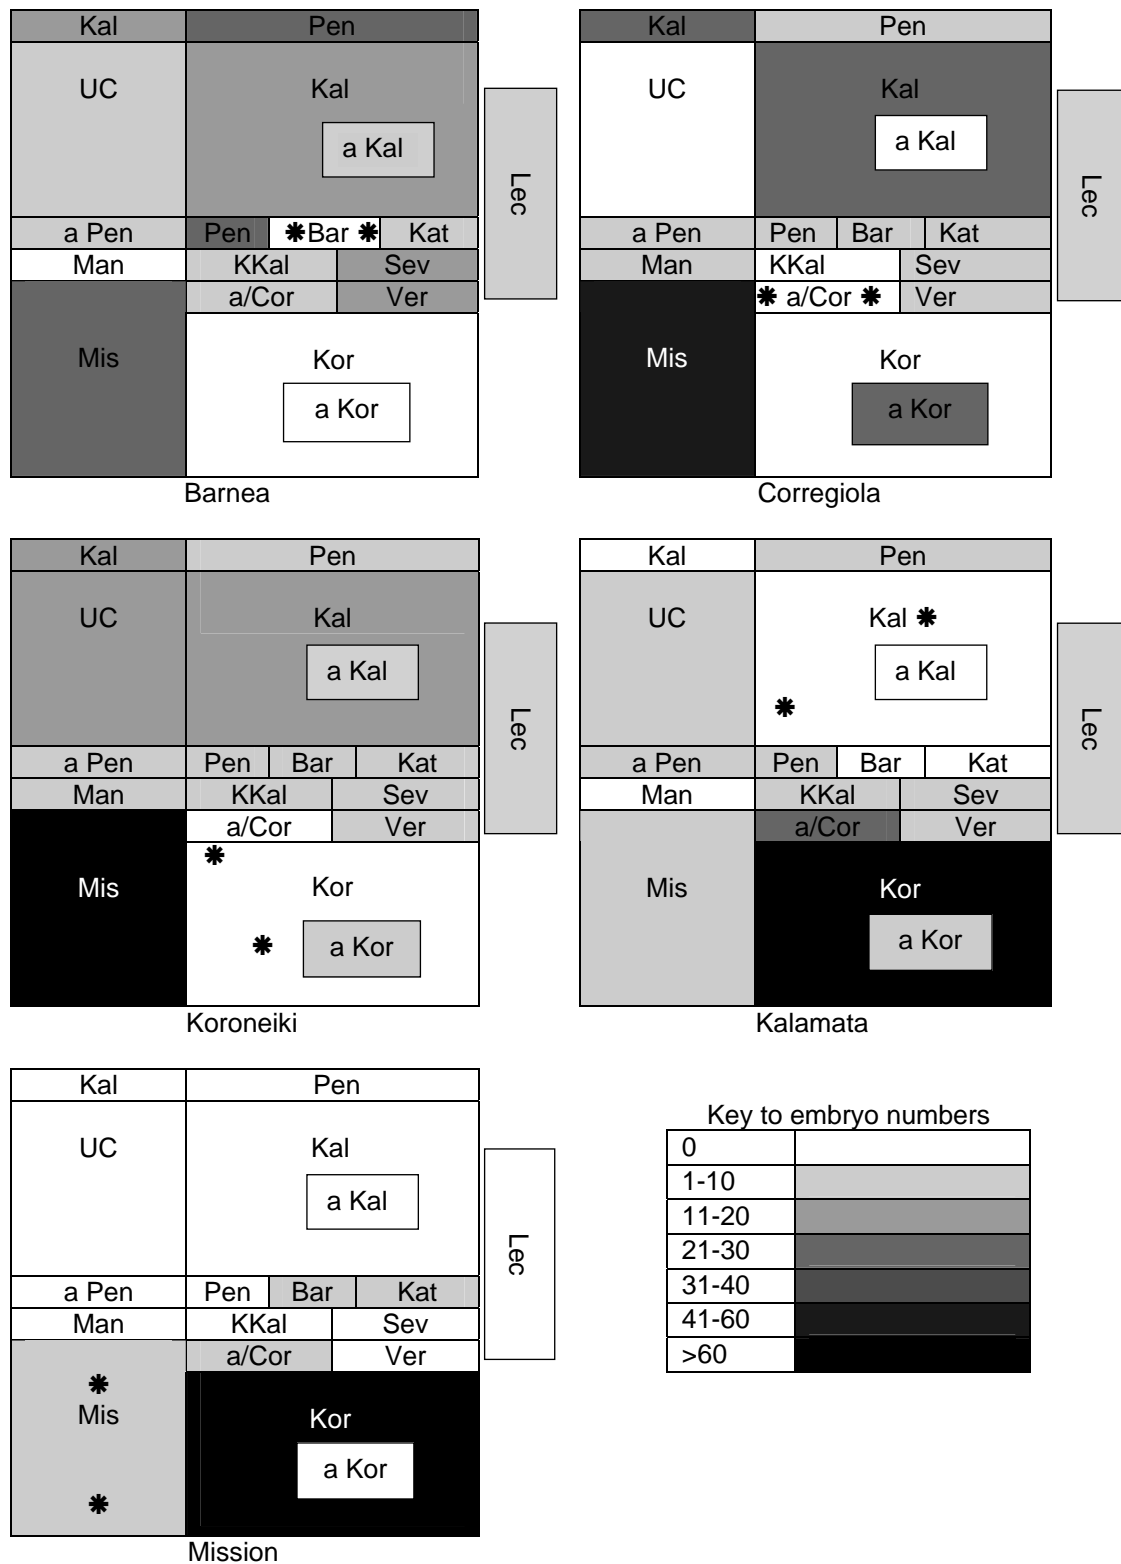 Kal Pen
UC Kal
a Kal
Lec
a Pen Pen ✱Bar ✱ Kat
Man KKal Sev
a/Cor Ver
Mis Kor
a Kor
Barnea
Kal Pen
UC Kal
a Kal
Lec
a Pen Pen Bar Kat
Man KKal Sev
✱ a/Cor ✱ Ver
Mis Kor
a Kor
Corregiola
Kal Pen
UC Kal
a Kal
Lec
a Pen Pen Bar Kat
Man KKal Sev
a/Cor Ver
✱
Mis Kor
✱ a Kor
Koroneiki
Kal Pen
UC Kal ✱
a Kal
✱
Lec
a Pen Pen Bar Kat
Man KKal Sev
a/Cor Ver
Mis Kor
a Kor
Kalamata
Kal Pen
UC Kal
a Kal
Lec
a Pen Pen Bar Kat
Man KKal Sev
a/Cor Ver
✱
Mis Kor
a Kor
✱
Mission
Key to embryo numbers
0
1-10
11-20
21-30
31-40
41-60
>60